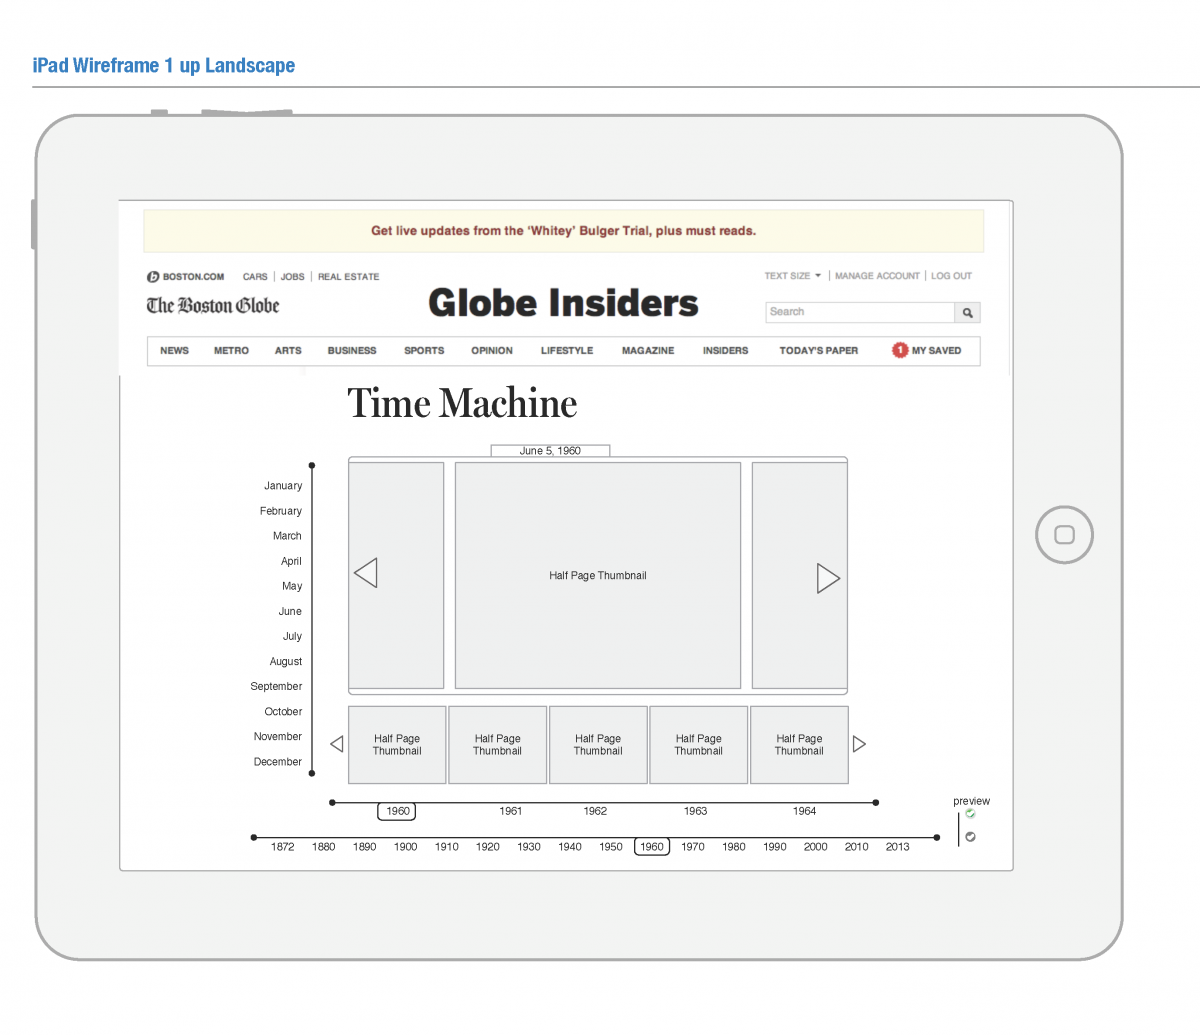 iPad Wireframe 1 up Landscape
Get live updates from the ‘Whitey’ Bulger Trial, plus must reads.
b BOSTON.COM CARS | JOBS | REAL ESTATE
TEXT SIZE | MANAGE ACCOUNT | LOG OUT
The Boston Globe
Globe Insiders
Search
NEWS METRO ARTS BUSINESS SPORTS OPINION LIFESTYLE MAGAZINE INSIDERS TODAY'S PAPER 1 MY SAVED
Time Machine
June 5, 1960
January
February
March
April
May
June
July
August
September
October
November
December
Half Page Thumbnail
Half Page
Thumbnail
Half Page
Thumbnail
Half Page
Thumbnail
Half Page
Thumbnail
Half Page
Thumbnail
1960 1961 1962 1963 1964
preview
1872 1880 1890 1900 1910 1920 1930 1940 1950 1960 1970 1980 1990 2000 2010 2013